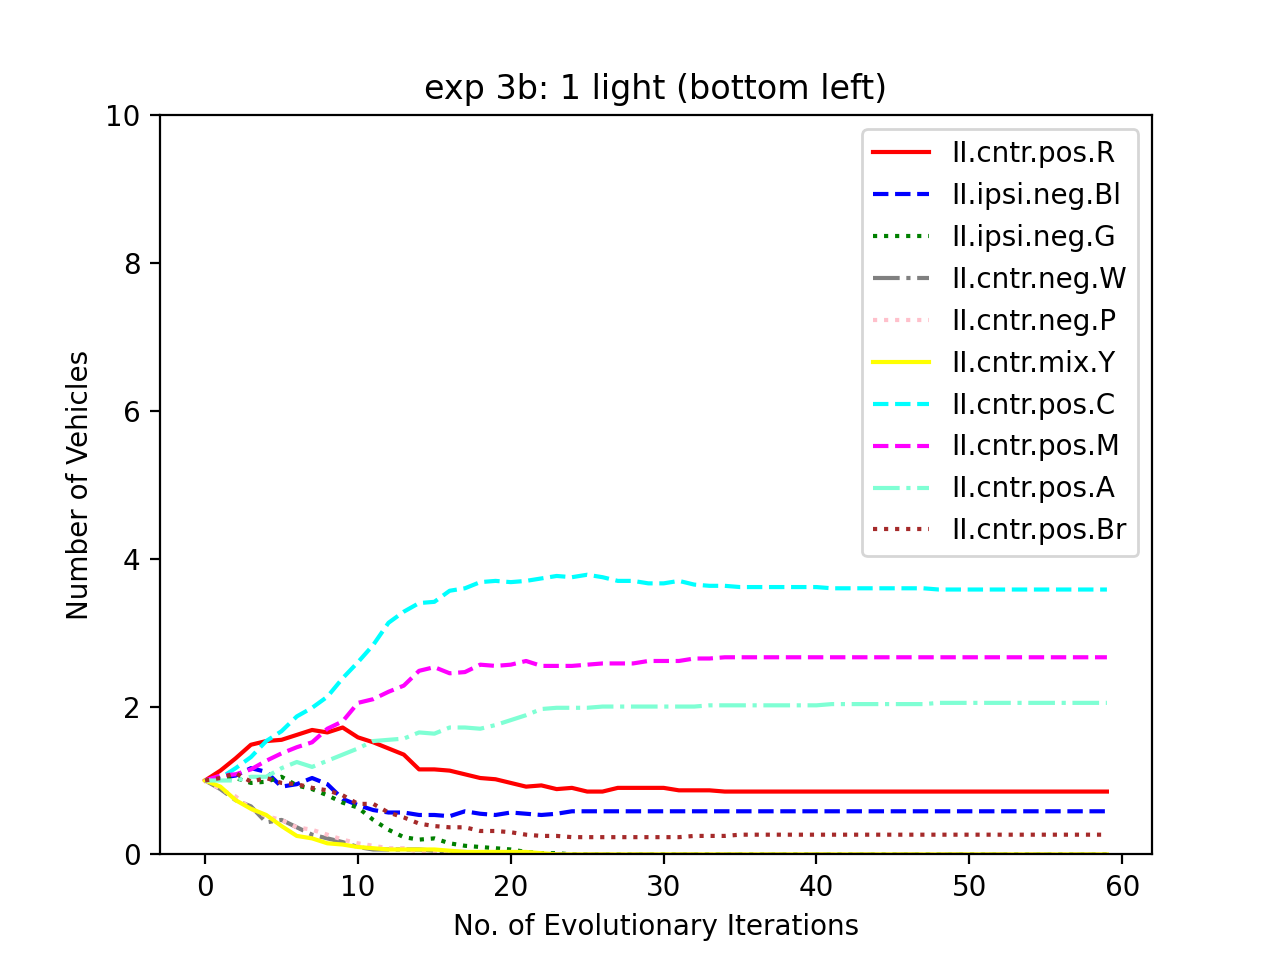 exp 3b: 1 light (bottom left)
10
8
6
4
2
0
Number of Vehicles
II.cntr.pos.R
II.ipsi.neg.Bl
II.ipsi.neg.G
II.cntr.neg.W
II.cntr.neg.P
II.cntr.mix.Y
II.cntr.pos.C
II.cntr.pos.M
II.cntr.pos.A
II.cntr.pos.Br
0 10 20 30 40 50 60
No. of Evolutionary Iterations